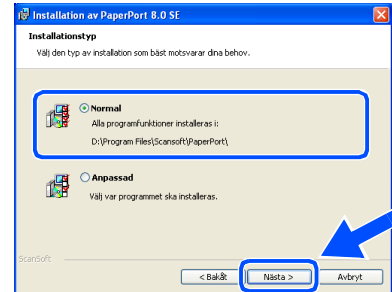 Installation av PaperPort 8.0 SE
Installationstyp
Välj den typ av installation som bäst motsvarar dina behov.
Normal
Alla programfunktioner installeras i:
D:\Program Files\Scansoft\PaperPort\
Anpassad
Välj var programmet ska installeras.
ScanSoft
< Bakåt Nästa > Avbryt